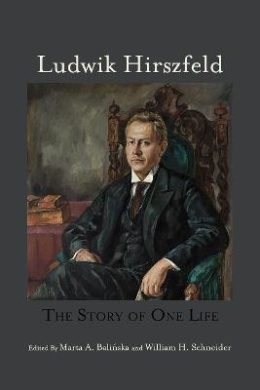 Ludwik Hirszfeld
The Story of One Life
Edited By Marta A. Balińska and William H. Schneider